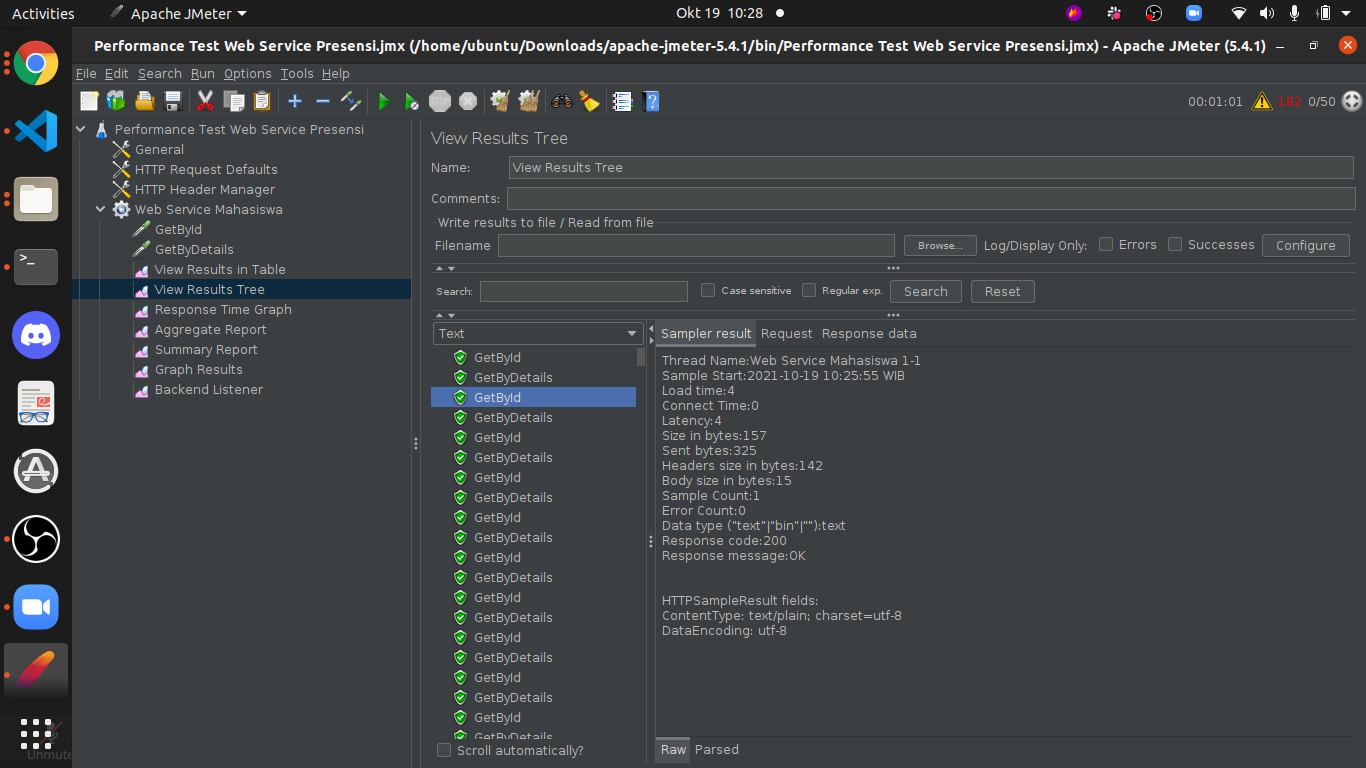 Activities
Apache JMeter
Okt 19 10:28
Performance Test Web Service Presensi.jmx (/home/ubuntu/Downloads/apache-jmeter-5.4.1/bin/Performance Test Web Service Presensi.jmx) - Apache JMeter (5.4.1)
File Edit Search Run Options Tools Help
00:01:01 182 0/50
Performance Test Web Service Presensi
General
HTTP Request Defaults
HTTP Header Manager
Web Service Mahasiswa
GetById
GetByDetails
View Results in Table
View Results Tree
Response Time Graph
Aggregate Report
Summary Report
Graph Results
Backend Listener
View Results Tree
Name: View Results Tree
Comments:
Write results to file / Read from file
Filename Browse... Log/Display Only: Errors Successes Configure
Search: Case sensitive Regular exp. Search Reset
Text
GetById
GetByDetails
GetById
GetByDetails
GetById
GetByDetails
GetById
GetByDetails
GetById
GetByDetails
GetById
GetByDetails
GetById
GetByDetails
GetById
GetByDetails
GetById
GetByDetails
GetById
GetByDetails
Scroll automatically?
Sampler result Request Response data
Thread Name:Web Service Mahasiswa 1-1
Sample Start:2021-10-19 10:25:55 WIB
Load time:4
Connect Time:0
Latency:4
Size in bytes:157
Sent bytes:325
Headers size in bytes:142
Body size in bytes:15
Sample Count:1
Error Count:0
Data type ("text"|"bin"|""):text
Response code:200
Response message:OK
HTTPSampleResult fields:
ContentType: text/plain; charset=utf-8
DataEncoding: utf-8
Raw Parsed
Unmute